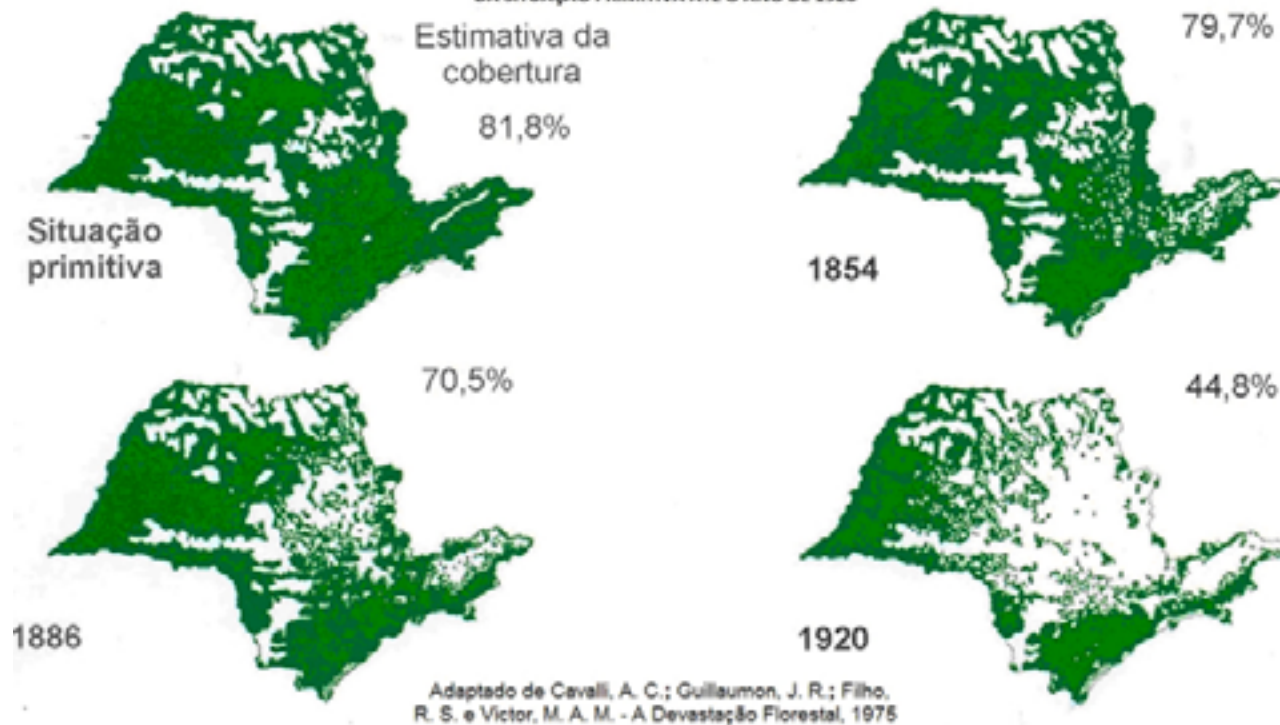 Estimativa da
cobertura
81,8%
Situação
primitiva
79,7%
1854
70,5%
1886
44,8%
1920
Adaptado de Cavalli, A. C.; Guillaumon, J. R.; Filho,
R. S. e Victor, M. A. M. - A Devastação Florestal, 1975